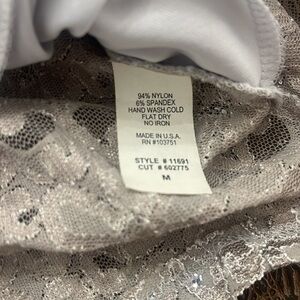 94% NYLON
6% SPANDEX
HAND WASH COLD
FLAT DRY
NO IRON
MADE IN U.S.A.
RN #103751
STYLE # 11691
CUT # 602775
M